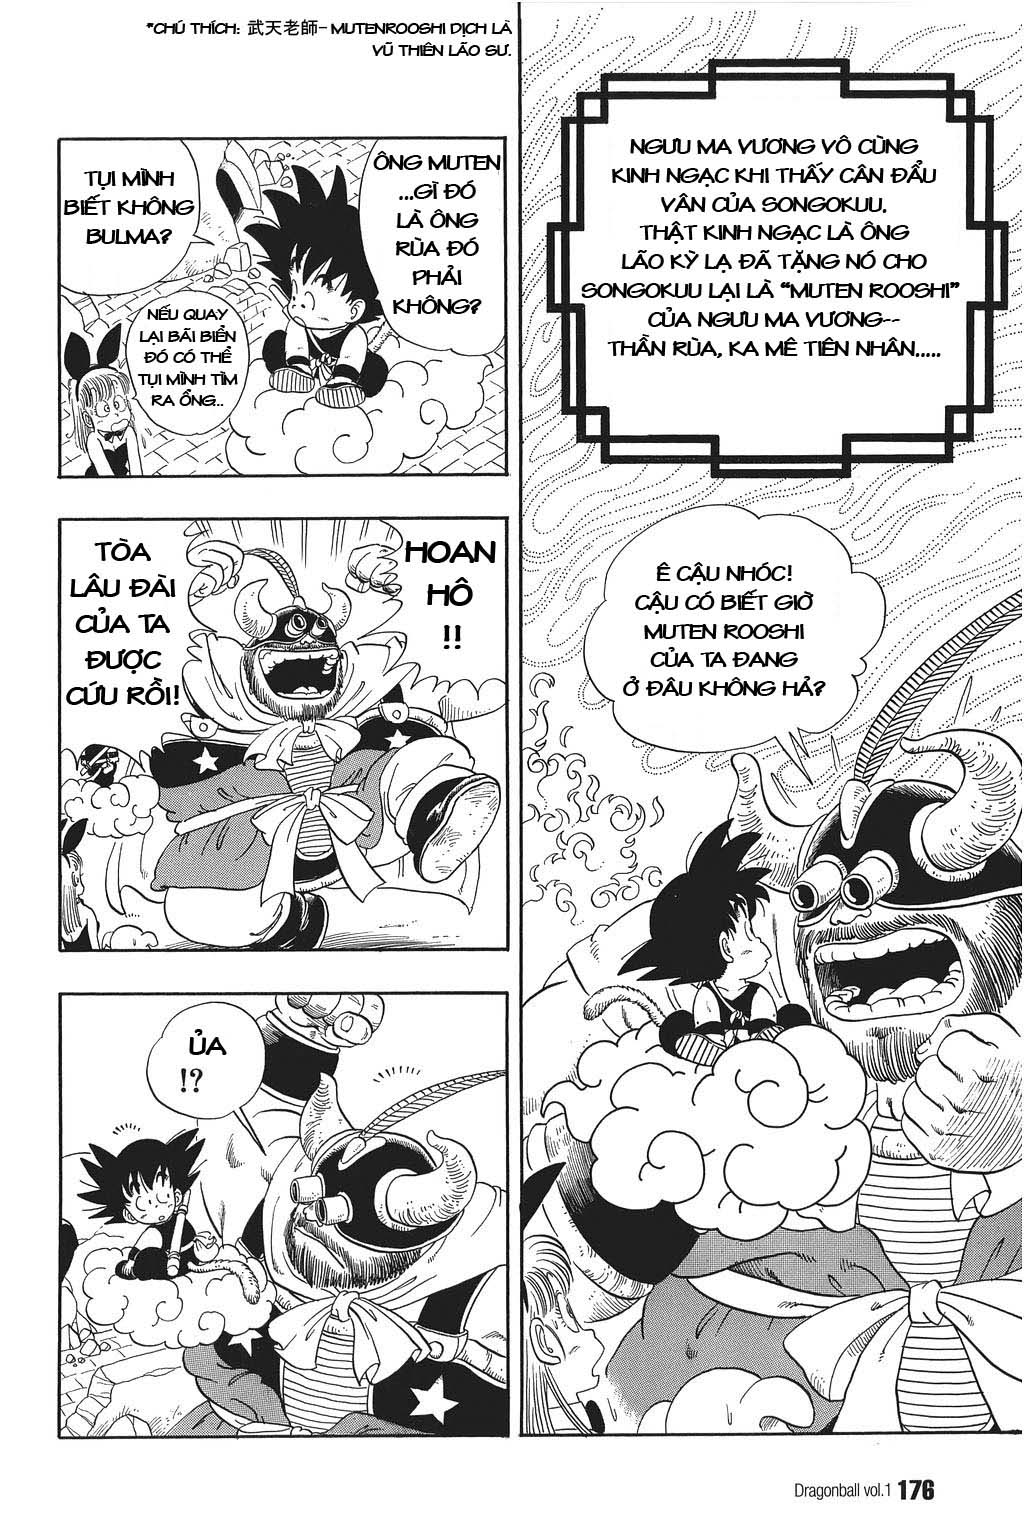 *CHÚ THÍCH: 武天老師- MUTENROOSHI DỊCH LÀ
VŨ THIÊN LÃO SƯ.
NGƯU MA VƯƠNG VÔ CÙNG
KINH NGẠC KHI THẤY CÂN ĐẨU
VÂN CỦA SONGOKUU.
THẬT KINH NGẠC LÀ ÔNG
LÃO KỲ LẠ ĐÃ TẶNG NÓ CHO
SONGOKUU LẠI LÀ “MUTEN ROOSHI”
CỦA NGƯU MA VƯƠNG--
THẦN RÙA, KA MÊ TIÊN NHÂN.....
Ê CẬU NHÓC!
CẬU CÓ BIẾT GIỜ
MUTEN ROOSHI
CỦA TA ĐANG
Ở ĐÂU KHÔNG HẢ?
ÔNG MUTEN
...GÌ ĐÓ
LÀ ÔNG
RÙA ĐÓ
PHẢI
KHÔNG?
TỤI MÌNH
BIẾT KHÔNG
BULMA?
NẾU QUAY
LẠI BÃI BIỂN
ĐÓ CÓ THỂ
TỤI MÌNH TÌM
RA ỔNG..
HOAN
HÔ
!!
TÒA
LÂU ĐÀI
CỦA TA
ĐƯỢC
CỨU RỒI!
ỦA
!?
Dragonball vol.1 176